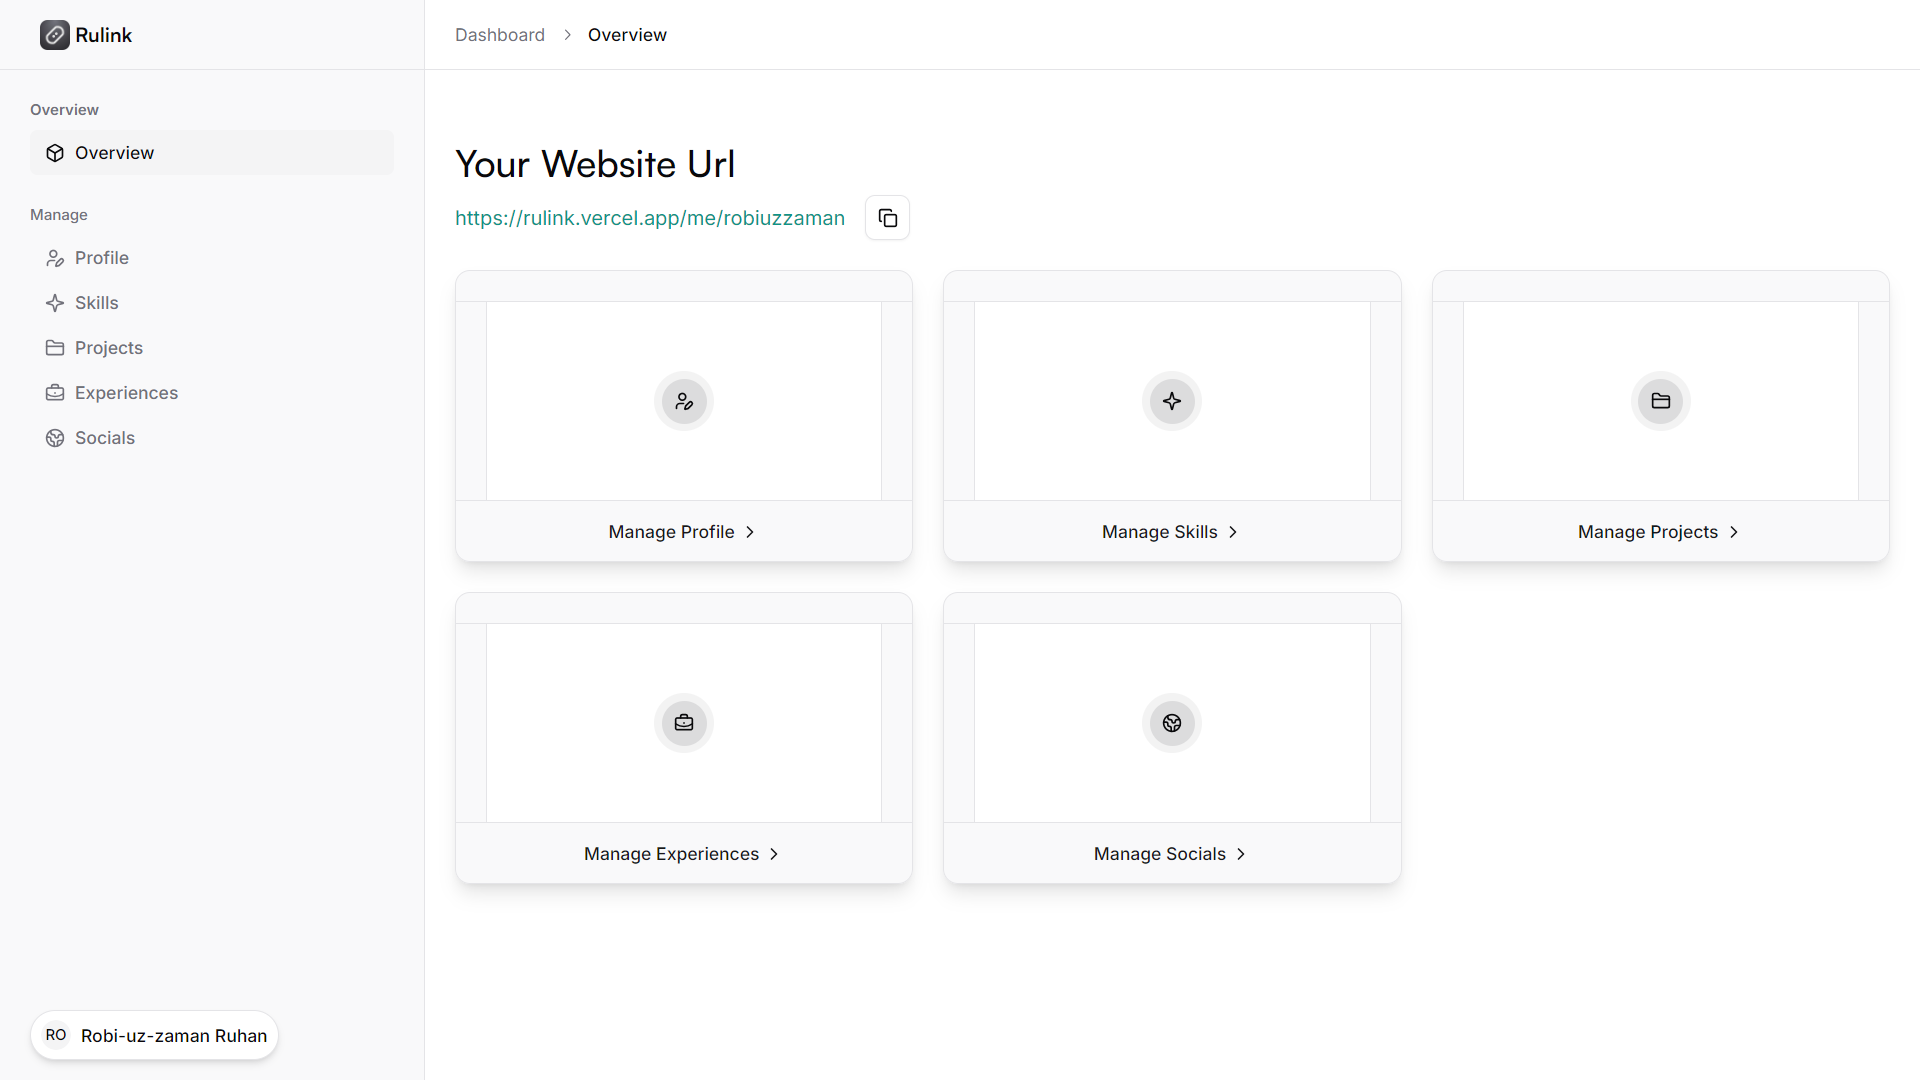 Rulink
Dashboard
Overview
Overview
Overview
Manage
Profile
Skills
Projects
Experiences
Socials
Your Website Url
https://rulink.vercel.app/me/robiuzzaman
Manage Profile
Manage Skills
Manage Projects
Manage Experiences
Manage Socials
RO
Robi-uz-zaman Ruhan